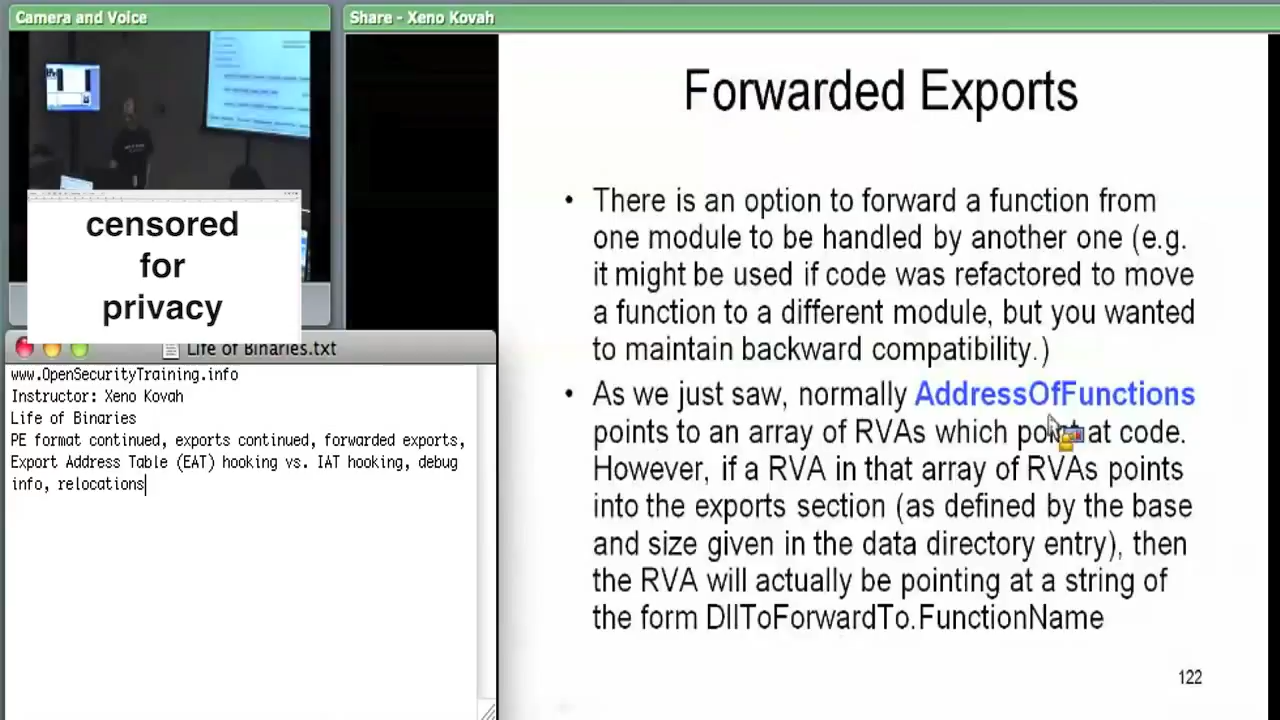 Camera and Voice
Share - Xeno Kovah
censored
for
privacy
Life of Binaries.txt
www.OpenSecurityTraining.info
Instructor: Xeno Kovah
Life of Binaries
PE format continued, exports continued, forwarded exports,
Export Address Table (EAT) hooking vs. IAT hooking, debug
info, relocations
Forwarded Exports
• There is an option to forward a function from
one module to be handled by another one (e.g.
it might be used if code was refactored to move
a function to a different module, but you wanted
to maintain backward compatibility.)
• As we just saw, normally AddressOfFunctions
points to an array of RVAs which point at code.
However, if a RVA in that array of RVAs points
into the exports section (as defined by the base
and size given in the data directory entry), then
the RVA will actually be pointing at a string of
the form DllToForwardTo.FunctionName
122